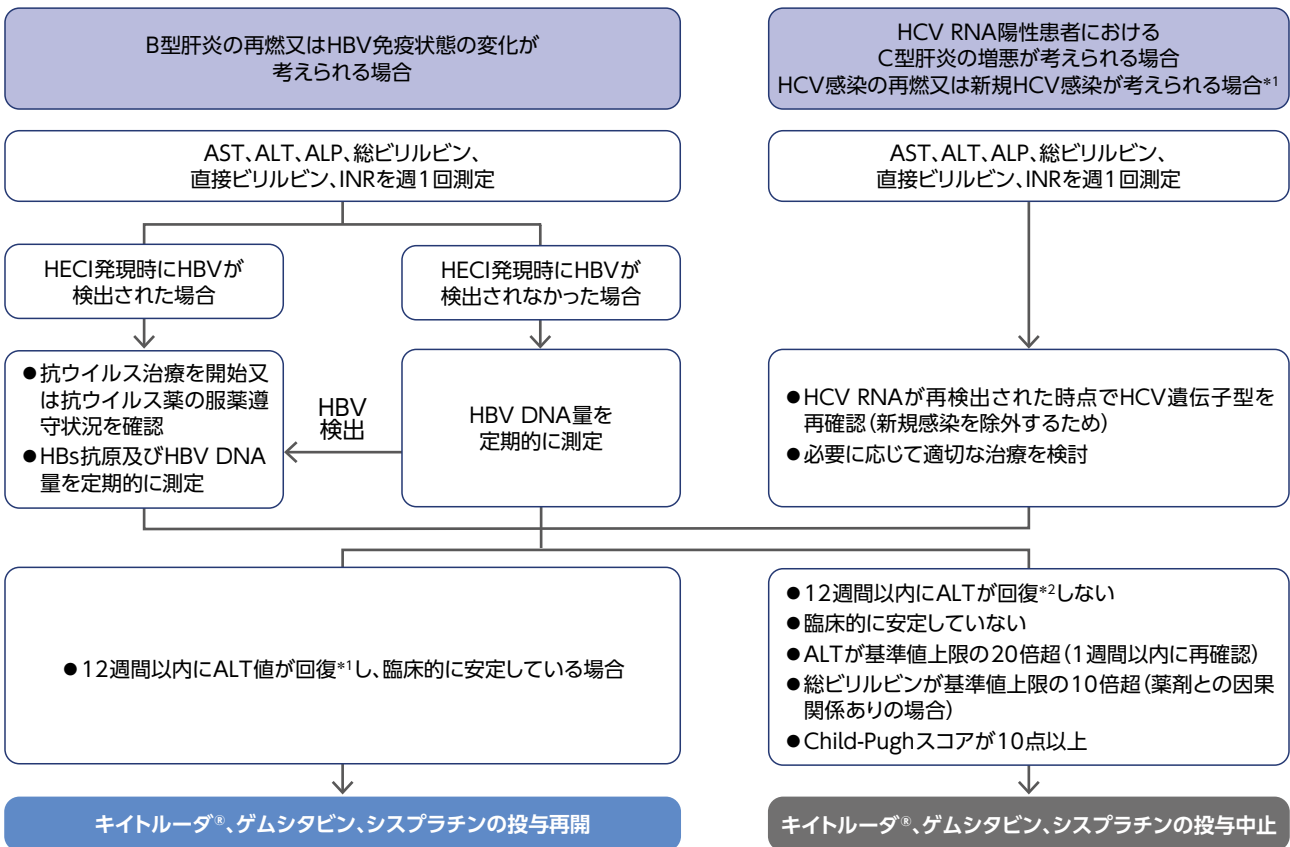 B型肝炎の再燃又はHBV免疫状態の変化が
考えられる場合
HCV RNA陽性患者における
C型肝炎の増悪が考えられる場合
HCV感染の再燃又は新規HCV感染が考えられる場合*1
AST、ALT、ALP、総ビリルビン、
直接ビリルビン、INRを週1回測定
AST、ALT、ALP、総ビリルビン、
直接ビリルビン、INRを週1回測定
HECI発現時にHBVが
検出された場合
HECI発現時にHBVが
検出されなかった場合
●抗ウイルス治療を開始又
は抗ウイルス薬の服薬遵
守状況を確認
●HBs抗原及びHBV DNA
量を定期的に測定
HBV
検出
HBV DNA量を
定期的に測定
●HCV RNAが再検出された時点でHCV遺伝子型を
再確認（新規感染を除外するため）
●必要に応じて適切な治療を検討
●12週間以内にALT値が回復*1し、臨床的に安定している場合
●12週間以内にALTが回復*2しない
●臨床的に安定していない
●ALTが基準値上限の20倍超（1週間以内に再確認）
●総ビリルビンが基準値上限の10倍超（薬剤との因果
関係ありの場合）
●Child-Pughスコアが10点以上
キイトルーダ®、ゲムシタビン、シスプラチンの投与再開
キイトルーダ®、ゲムシタビン、シスプラチンの投与中止